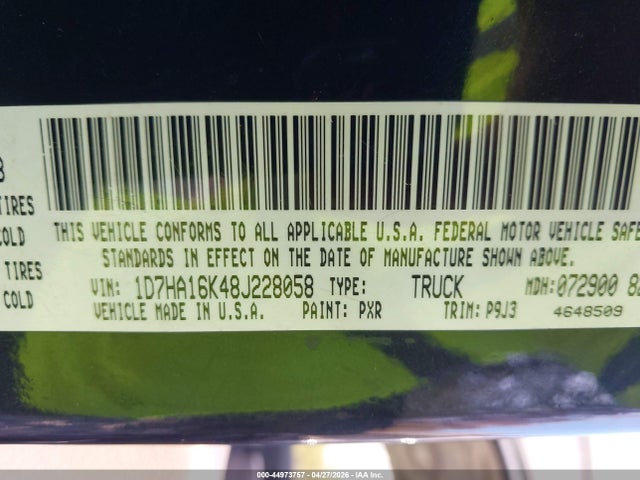 TIRES
COLD
COLD
THIS VEHICLE CONFORMS TO ALL APPLICABLE U.S.A. FEDERAL MOTOR VEHICLE SAFE
STANDARDS IN EFFECT ON THE DATE OF MANUFACTURE SHOWN ABOVE.
VIN: 1D7HA16K48J228058 TYPE: TRUCK MDH: 072900
VEHICLE MADE IN U.S.A. PAINT: PXR TRIM: P9J3 4648509
000-44973757 - 04/27/2026 - IAA Inc. - COPYRIGHT